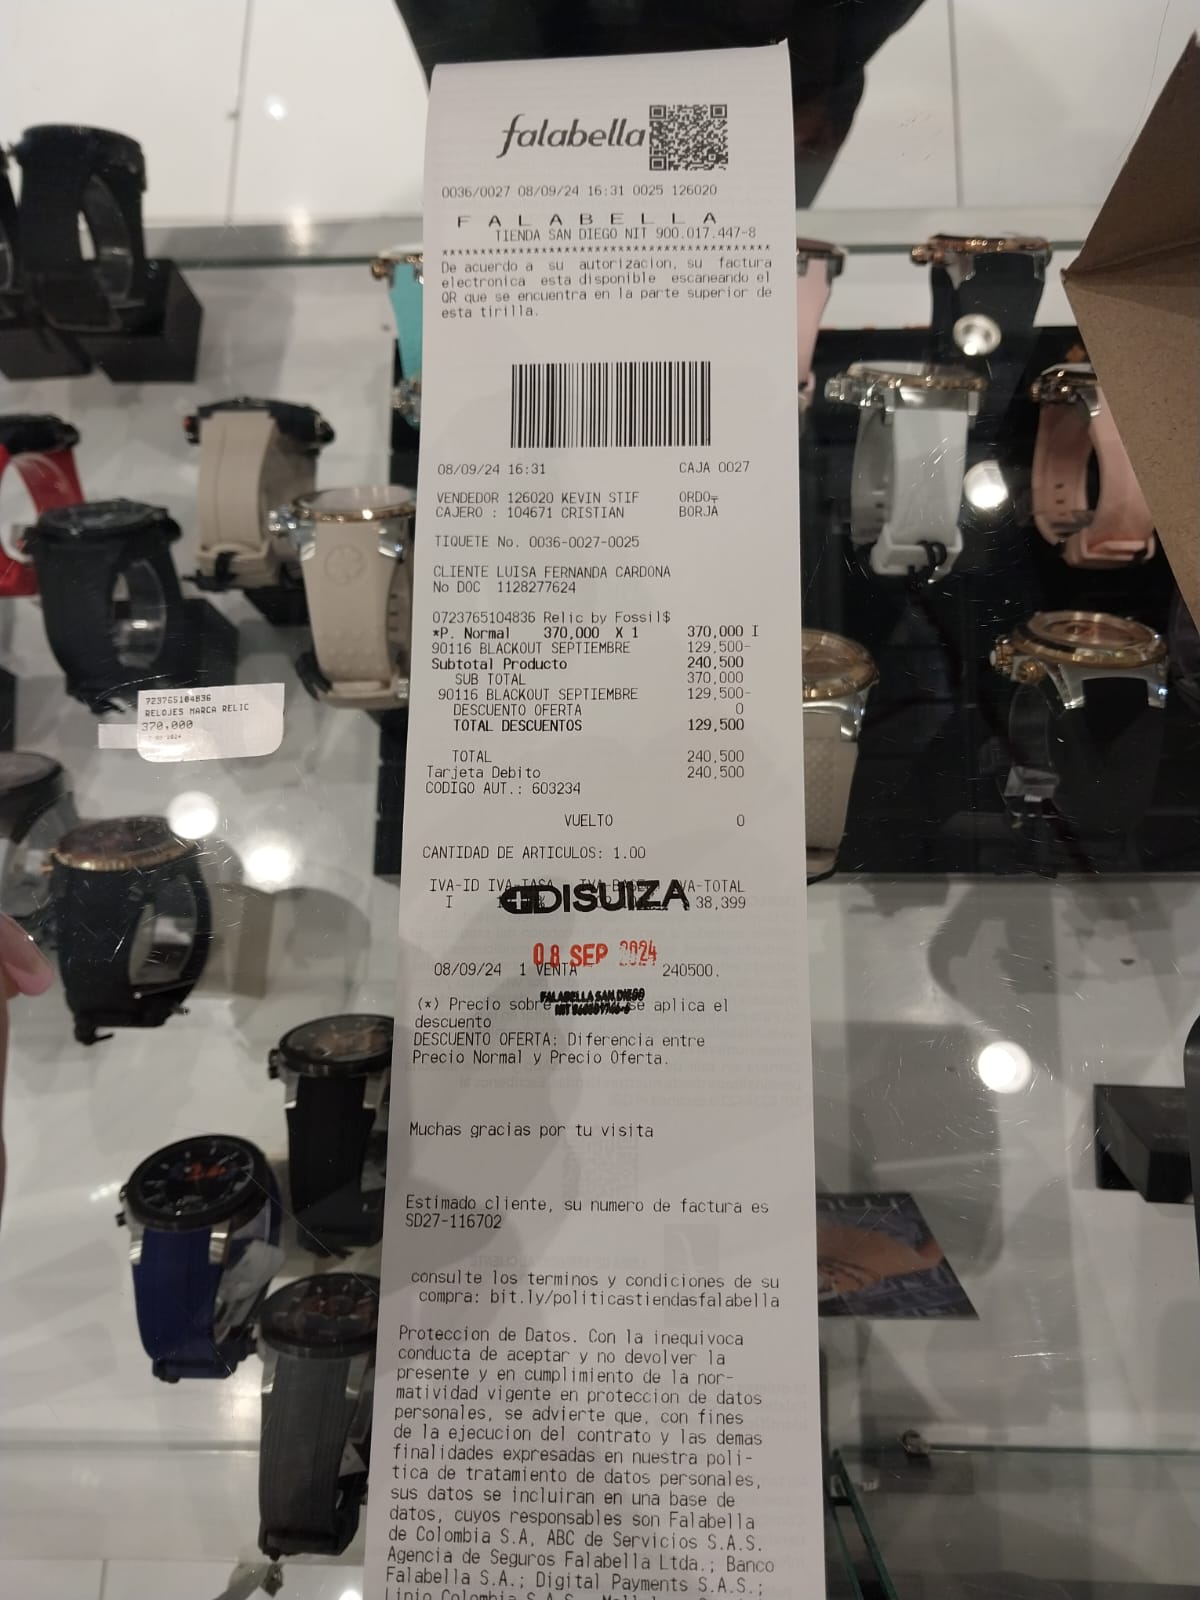 falabella
0036/0027 08/09/24 16:31 0025 126020
F A L A B E L L A
TIENDA SAN DIEGO NIT 900.017.447-8
******************************************
De acuerdo a su autorizacion, su factura
electronica esta disponible escaneando el
QR que se encuentra en la parte superior de
esta tirilla.
08/09/24 16:31 CAJA 0027
VENDEDOR 126020 KEVIN STIF ORDO
CAJERO : 104671 CRISTIAN BORJA
TIQUETE No. 0036-0027-0025
CLIENTE LUISA FERNANDA CARDONA
No DOC 1128277624
0723765104836 Relic by Fossil$
*P. Normal 370,000 X 1 370,000 I
90116 BLACKOUT SEPTIEMBRE 129,500-
Subtotal Producto 240,500
SUB TOTAL 370,000
90116 BLACKOUT SEPTIEMBRE 129,500-
DESCUENTO OFERTA 0
TOTAL DESCUENTOS 129,500
TOTAL 240,500
Tarjeta Debito 240,500
CODIGO AUT.: 603234
VUELTO 0
CANTIDAD DE ARTICULOS: 1.00
IVA-ID IVA-TASA IVA-BASE IVA-TOTAL
I 38,399
DISUIZA
08 SEP 2024
08/09/24 1 VENTA 240500.
FALABELLA SAN DIEGO
(*) Precio sobre se aplica el
descuento
DESCUENTO OFERTA: Diferencia entre
Precio Normal y Precio Oferta.
Muchas gracias por tu visita
Estimado cliente, su numero de factura es
SD27-116702
consulte los terminos y condiciones de su
compra: bit.ly/politicastiendasfalabella
Proteccion de Datos. Con la inequivoca
conducta de aceptar y no devolver la
presente y en cumplimiento de la nor-
matividad vigente en proteccion de datos
personales, se advierte que, con fines
de la ejecucion del contrato y las demas
finalidades expresadas en nuestra poli-
tica de tratamiento de datos personales,
sus datos se incluiran en una base de
datos, cuyos responsables son Falabella
de Colombia S.A, ABC de Servicios S.A.S.
Agencia de Seguros Falabella Ltda.; Banco
Falabella S.A.; Digital Payments S.A.S.;
723765104836
RELOJES MARCA RELIC
370,000